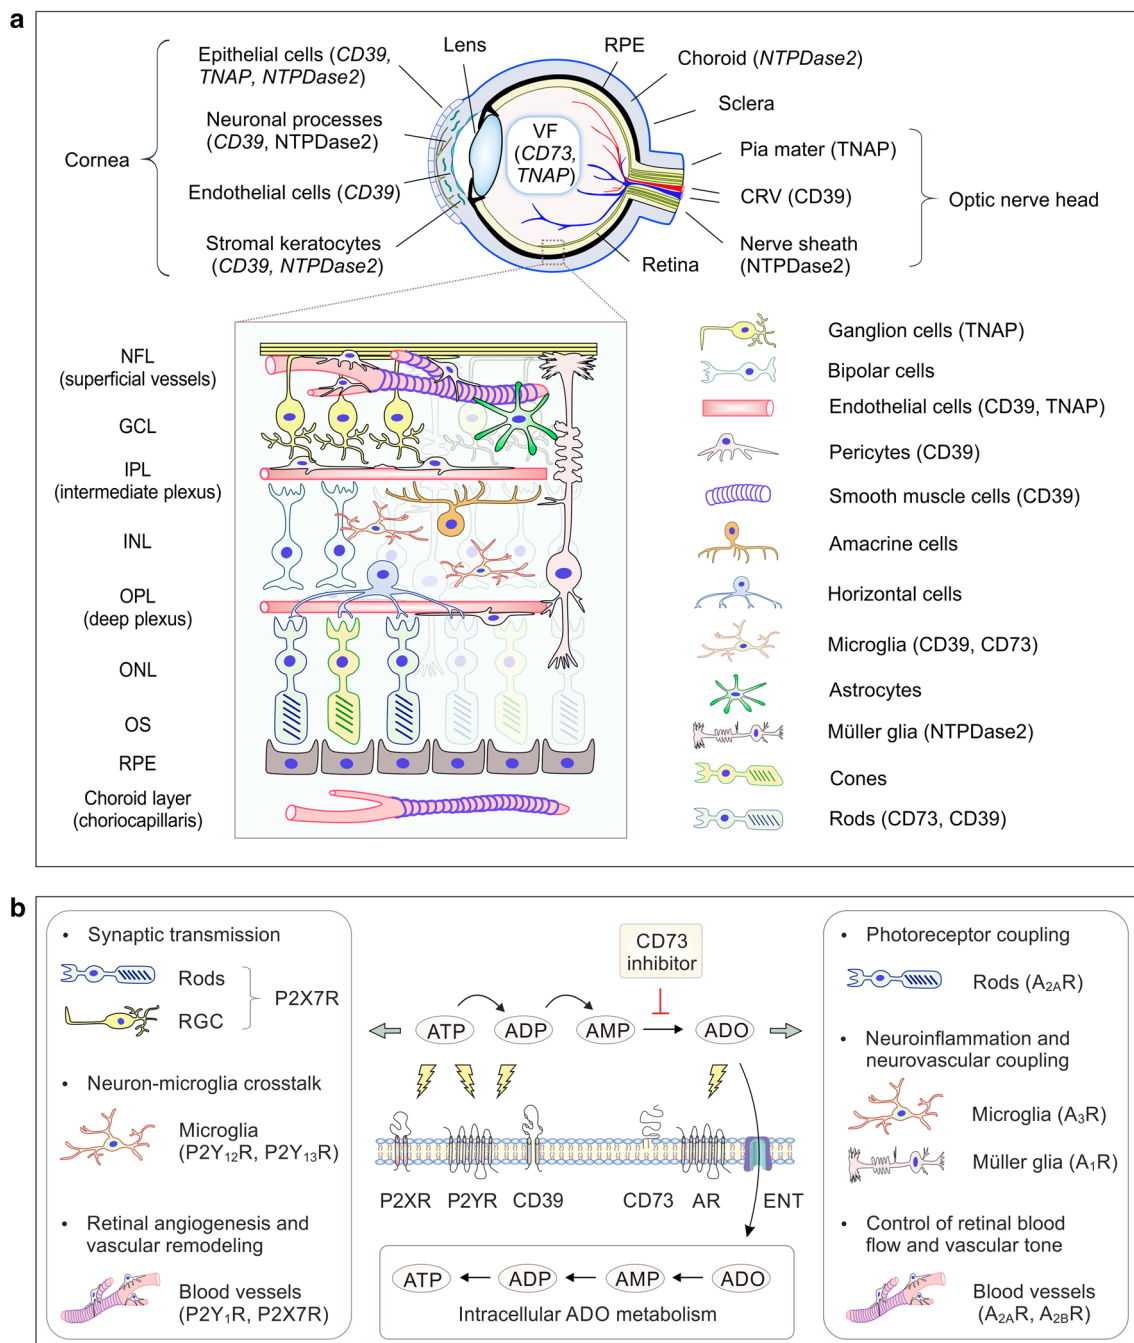 a
Epithelial cells (CD39,
TNAP, NTPDase2)
Neuronal processes
(CD39, NTPDase2)
Cornea
Endothelial cells (CD39)
Stromal keratocytes
(CD39, NTPDase2)
Lens
RPE
Choroid (NTPDase2)
Sclera
VF
(CD73,
TNAP)
Pia mater (TNAP)
CRV (CD39)
Optic nerve head
Nerve sheath
(NTPDase2)
Retina
NFL
(superficial vessels)
GCL
IPL
(intermediate plexus)
INL
OPL
(deep plexus)
ONL
OS
RPE
Choroid layer
(choriocapillaris)
Ganglion cells (TNAP)
Bipolar cells
Endothelial cells (CD39, TNAP)
Pericytes (CD39)
Smooth muscle cells (CD39)
Amacrine cells
Horizontal cells
Microglia (CD39, CD73)
Astrocytes
Müller glia (NTPDase2)
Cones
Rods (CD73, CD39)
b
• Synaptic transmission
Rods
P2X7R
RGC
• Neuron-microglia crosstalk
Microglia
(P2Y₁₂R, P2Y₁₃R)
• Retinal angiogenesis and
vascular remodeling
Blood vessels
(P2Y₁R, P2X7R)
CD73
inhibitor
ATP
ADP
AMP
ADO
P2XR
P2YR
CD39
CD73
AR
ENT
ATP
ADP
AMP
ADO
Intracellular ADO metabolism
• Photoreceptor coupling
Rods (A₂AR)
• Neuroinflammation and
neurovascular coupling
Microglia (A₃R)
Müller glia (A₁R)
• Control of retinal blood
flow and vascular tone
Blood vessels
(A₂AR, A₂BR)